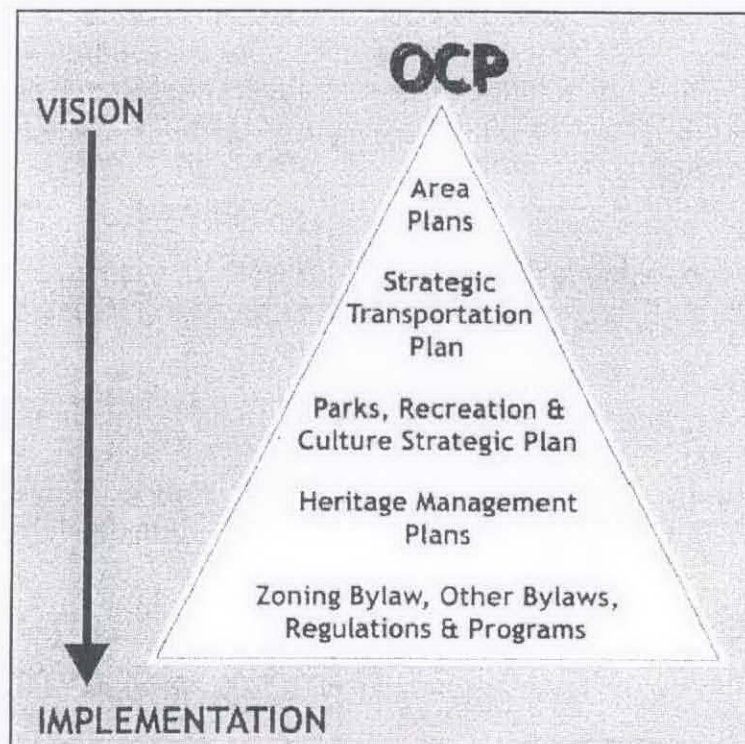 OCP
VISION
Area
Plans
Strategic
Transportation
Plan
Parks, Recreation &
Culture Strategic Plan
Heritage Management
Plans
Zoning Bylaw, Other Bylaws,
Regulations & Programs
IMPLEMENTATION